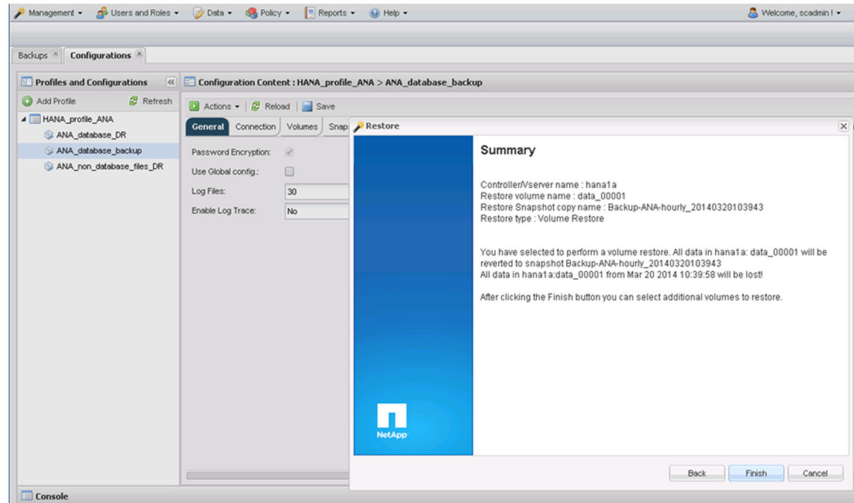 Management Users and Roles Data Policy Reports Help Welcome, scadmin !
Backups Configurations
Profiles and Configurations
Add Profile Refresh
HANA_profile_ANA
ANA_database_DR
ANA_database_backup
ANA_non_database_files_DR
Configuration Content : HANA_profile_ANA > ANA_database_backup
Actions Reload Save
General Connection Volumes Snap
Password Encryption:
Use Global config.:
Log Files: 30
Enable Log Trace: No
Restore
Summary
Controller/Vserver name : hana1a
Restore volume name : data_00001
Restore Snapshot copy name : Backup-ANA-hourly_20140320103943
Restore type : Volume Restore
You have selected to perform a volume restore. All data in hana1a: data_00001 will be
reverted to snapshot Backup-ANA-hourly_20140320103943
All data in hana1a:data_00001 from Mar 20 2014 10:39:58 will be lost!
After clicking the Finish button you can select additional volumes to restore.
NetApp
Back Finish Cancel
Console